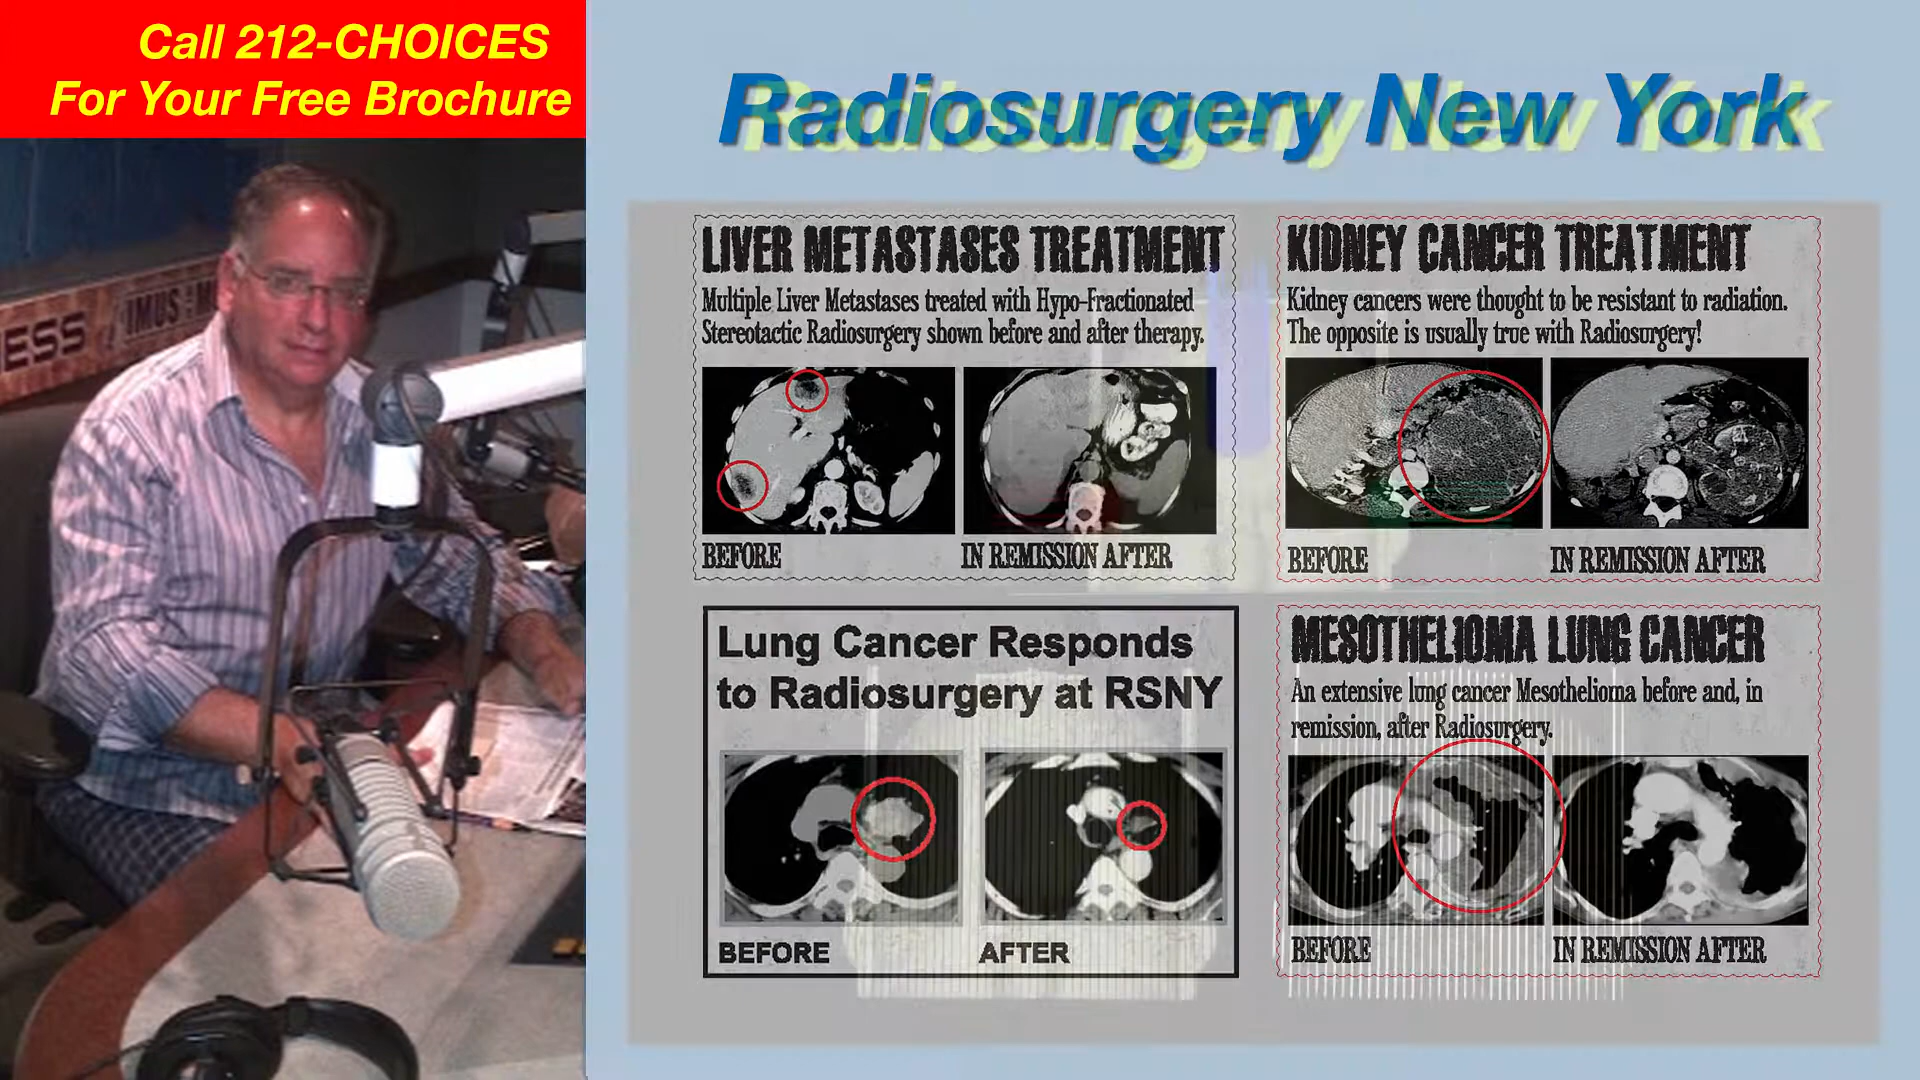 Call 212-CHOICES
For Your Free Brochure
Radiosurgery New York
ESS
IMUS
LIVER METASTASES TREATMENT
Multiple Liver Metastases treated with Hypo-Fractionated
Stereotactic Radiosurgery shown before and after therapy.
BEFORE
IN REMISSION AFTER
KIDNEY CANCER TREATMENT
Kidney cancers were thought to be resistant to radiation.
The opposite is usually true with Radiosurgery!
BEFORE
IN REMISSION AFTER
Lung Cancer Responds
to Radiosurgery at RSNY
BEFORE
AFTER
MESOTHELIOMA LUNG CANCER
An extensive lung cancer Mesothelioma before and, in
remission, after Radiosurgery.
BEFORE
IN REMISSION AFTER